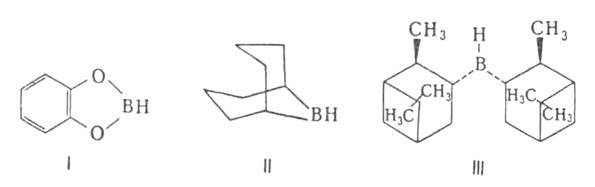 CH₃ H CH₃
O B
BH CH₃ CH₃
O BH H₃C H₃C
I II III